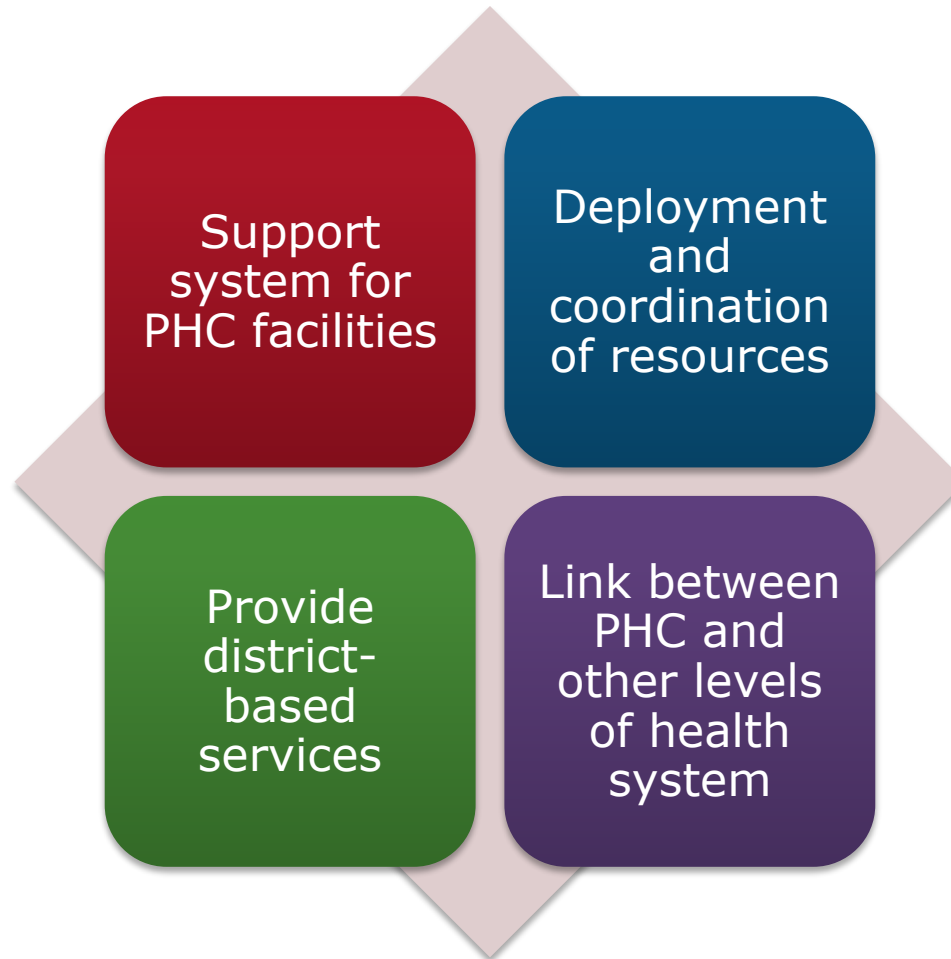 Support
system for
PHC facilities
Deployment
and
coordination
of resources
Provide
district-
based
services
Link between
PHC and
other levels
of health
system